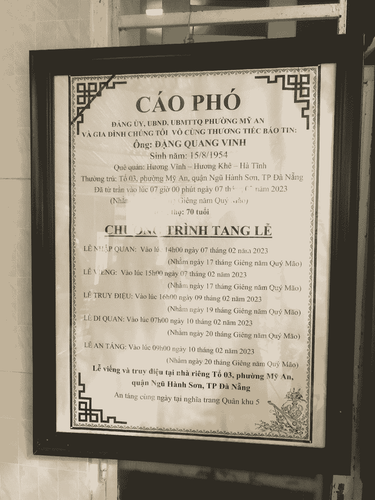 CÁO PHÓ
ĐẢNG ỦY, UBND, UBMTTQ PHƯỜNG MỸ AN
VÀ GIA ĐÌNH CHÚNG TÔI VÔ CÙNG THƯƠNG TIẾC BÁO TIN:
Ông: ĐẶNG QUANG VINH
Sinh năm: 15/8/1954
Quê quán: Hương Vĩnh – Hương Khê – Hà Tĩnh
Thường trú: Tổ 03, phường Mỹ An, quận Ngũ Hành Sơn, TP Đà Nẵng
Đã từ trần vào lúc 07 giờ 00 phút ngày 07 năm 2023
Giêng năm Quý
thọ: 70 tuổi
CHƯƠNG TRÌNH TANG LỄ
LỄ NHẬP QUAN: Vào lúc 14h00 ngày 07 tháng 02 năm 2023
(Nhằm ngày 17 tháng Giêng năm Quý Mão)
LỄ VIẾNG: Vào lúc 15h00 ngày 07 tháng 02 năm 2023
(Nhằm ngày 17 tháng Giêng năm Quý Mão)
LỄ TRUY ĐIỆU: Vào lúc 16h00 ngày 09 tháng 02 năm 2023
(Nhằm ngày 19 tháng Giêng năm Quý Mão)
LỄ DI QUAN: Vào lúc 07h00 ngày 10 tháng 02 năm 2023
(Nhằm ngày 20 tháng Giêng năm Quý Mão)
LỄ AN TÁNG: Vào lúc 09h00 ngày 10 tháng 02 năm 2023
(Nhằm ngày 20 tháng Giêng năm Quý Mão)
Lễ viếng và truy điệu tại nhà riêng Tổ 03, phường Mỹ An,
quận Ngũ Hành Sơn, TP Đà Nẵng
An táng cùng ngày tại nghĩa trang Quân khu 5